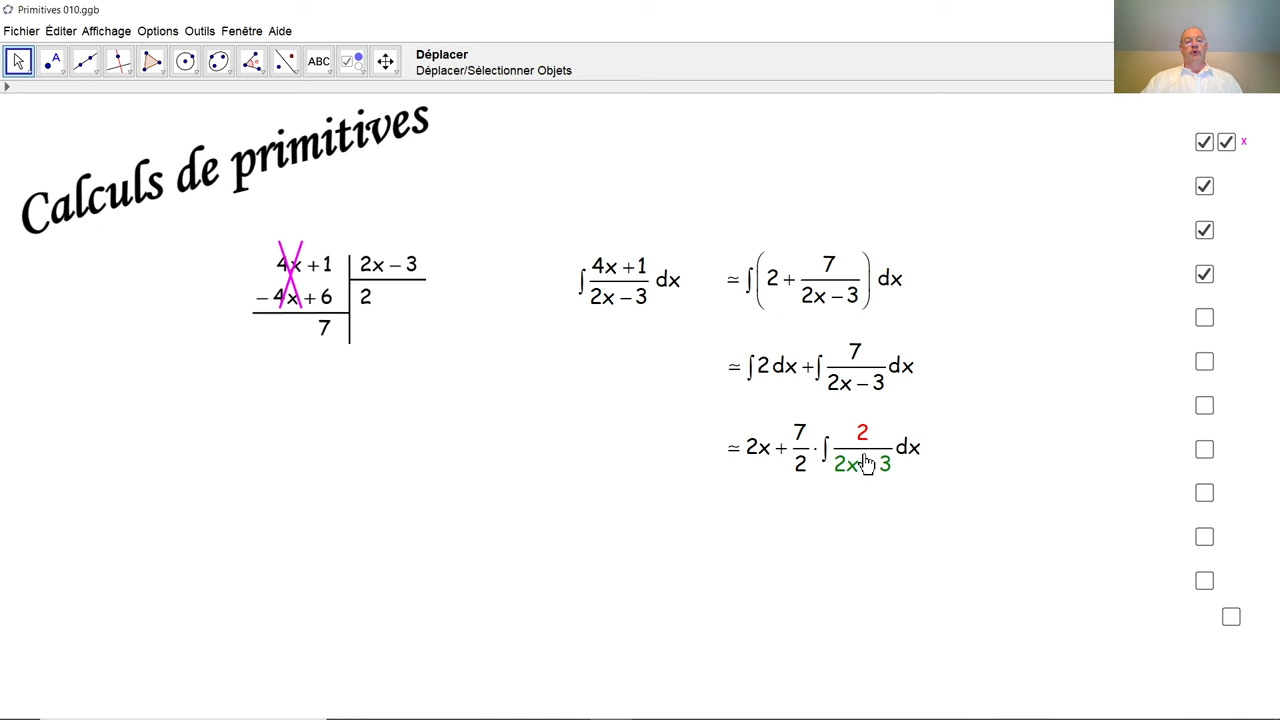 Primitives 010.ggb
Fichier Éditer Affichage Options Outils Fenêtre Aide
A ABC
Déplacer
Déplacer/Sélectionner Objets
Calculs de primitives
x
4x + 1 2x − 3
− 4x + 6 2
7
∫ (4x + 1)/(2x − 3) dx ≃ ∫ (2 + 7/(2x − 3)) dx
≃ ∫ 2 dx + ∫ 7/(2x − 3) dx
≃ 2x + 7/2 · ∫ 2/(2x − 3) dx